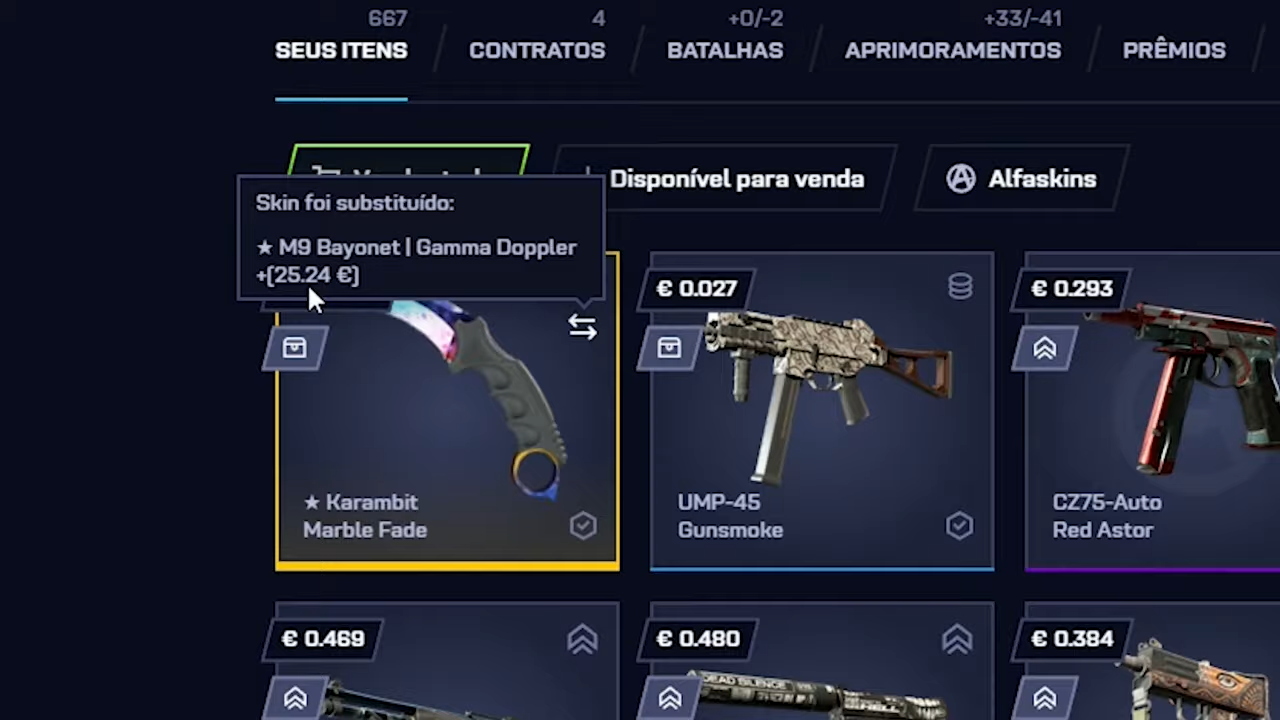 667
4
+0/-2
+33/-41
SEUS ITENS
CONTRATOS
BATALHAS
APRIMORAMENTOS
PRÊMIOS
Disponível para venda
Alfaskins
Skin foi substituído:
★ M9 Bayonet | Gamma Doppler
+[25.24 €]
€ 0.027
€ 0.293
★ Karambit
Marble Fade
UMP-45
Gunsmoke
CZ75-Auto
Red Astor
€ 0.469
€ 0.480
€ 0.384
DEAD SILENCE